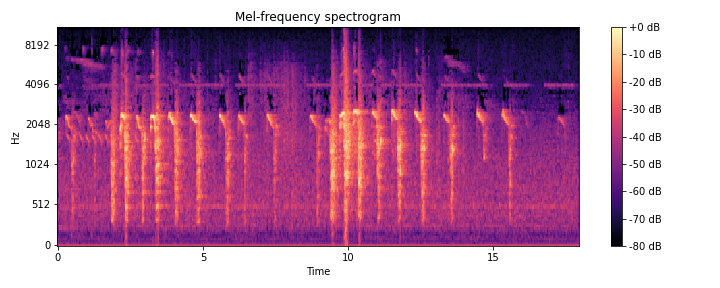 Mel-frequency spectrogram
8192
4096
2048
1024
512
0
Hz
0
5
10
15
Time
+0 dB
-10 dB
-20 dB
-30 dB
-40 dB
-50 dB
-60 dB
-70 dB
-80 dB